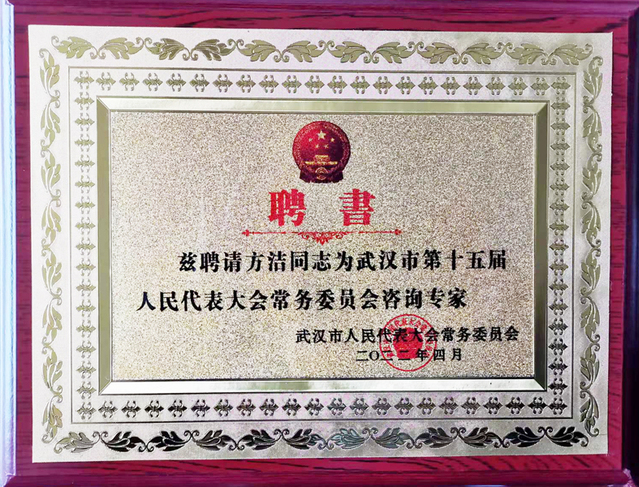 聘書
兹聘请方洁同志为武汉市第十五届
人民代表大会常务委员会咨询专家
武汉市人民代表大会常务委员会
二〇二二年四月